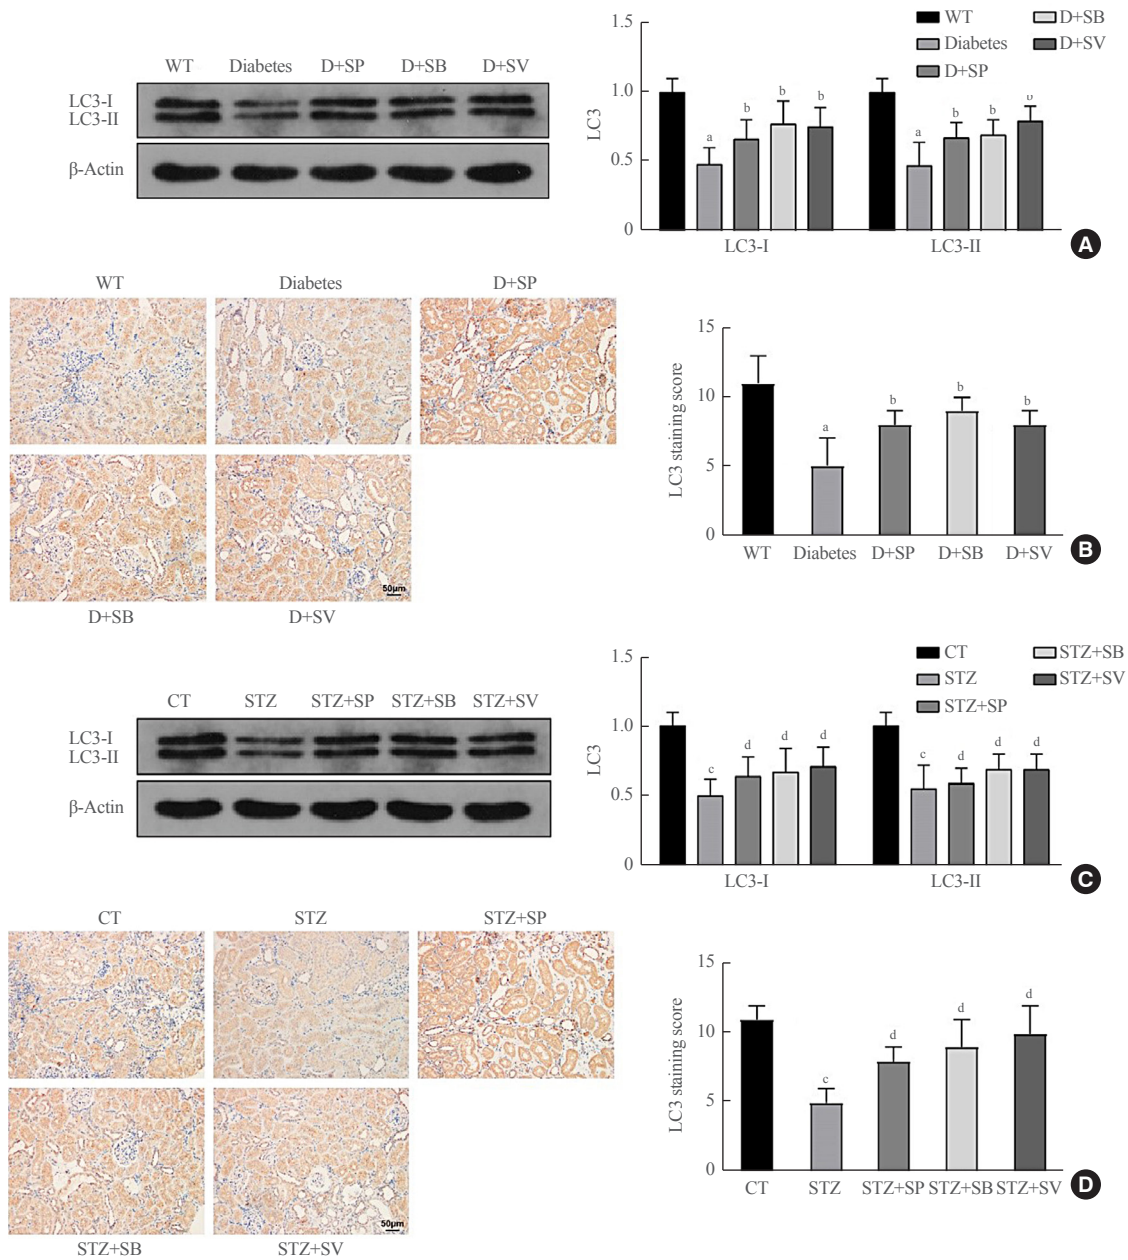 WT Diabetes D+SP D+SB D+SV
LC3-I
LC3-II
β-Actin
1.5
1.0
0.5
0
LC3
WT
Diabetes
D+SP
D+SB
D+SV
a b b b
a b b b
LC3-I LC3-II
A
WT Diabetes D+SP
50μm
D+SB D+SV
15
10
5
0
LC3 staining score
a b b b
WT Diabetes D+SP D+SB D+SV
B
CT STZ STZ+SP STZ+SB STZ+SV
LC3-I
LC3-II
β-Actin
1.5
1.0
0.5
0
LC3
CT
STZ
STZ+SP
STZ+SB
STZ+SV
c d d d
c d d d
LC3-I LC3-II
C
CT STZ STZ+SP
50μm
STZ+SB STZ+SV
15
10
5
0
LC3 staining score
c d d d
CT STZ STZ+SP STZ+SB STZ+SV
D